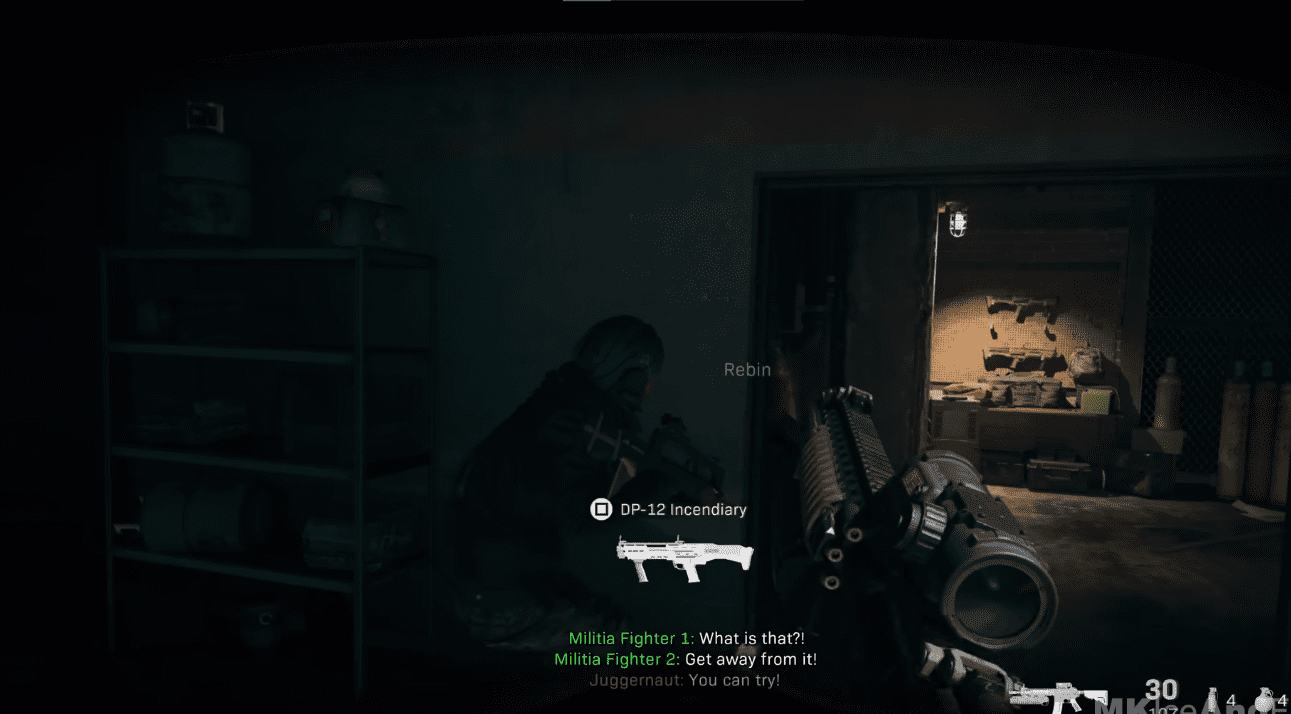 Rebin
DP-12 Incendiary
Militia Fighter 1: What is that?!
Militia Fighter 2: Get away from it!
Juggernaut: You can try!
30
4
4